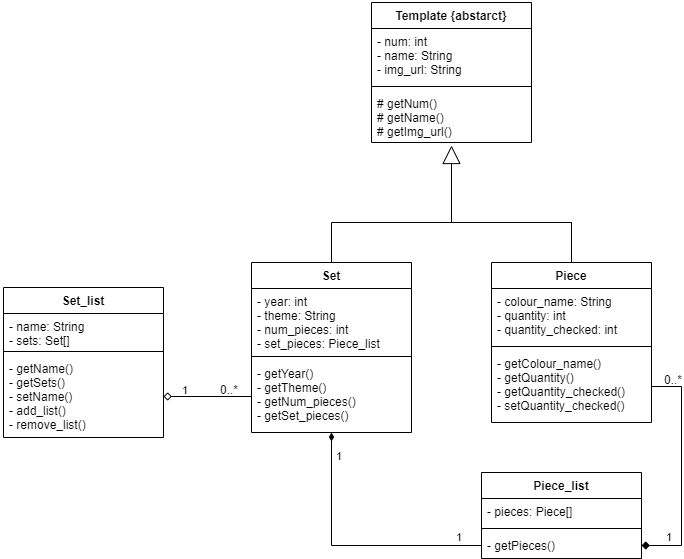 Template {abstarct}
- num: int
- name: String
- img_url: String
# getNum()
# getName()
# getImg_url()
Set
- year: int
- theme: String
- num_pieces: int
- set_pieces: Piece_list
- getYear()
- getTheme()
- getNum_pieces()
- getSet_pieces()
Piece
- colour_name: String
- quantity: int
- quantity_checked: int
- getColour_name()
- getQuantity()
- getQuantity_checked()
- setQuantity_checked()
Set_list
- name: String
- sets: Set[]
- getName()
- getSets()
- setName()
- add_list()
- remove_list()
1
0..*
0..*
1
1
1
Piece_list
- pieces: Piece[]
- getPieces()